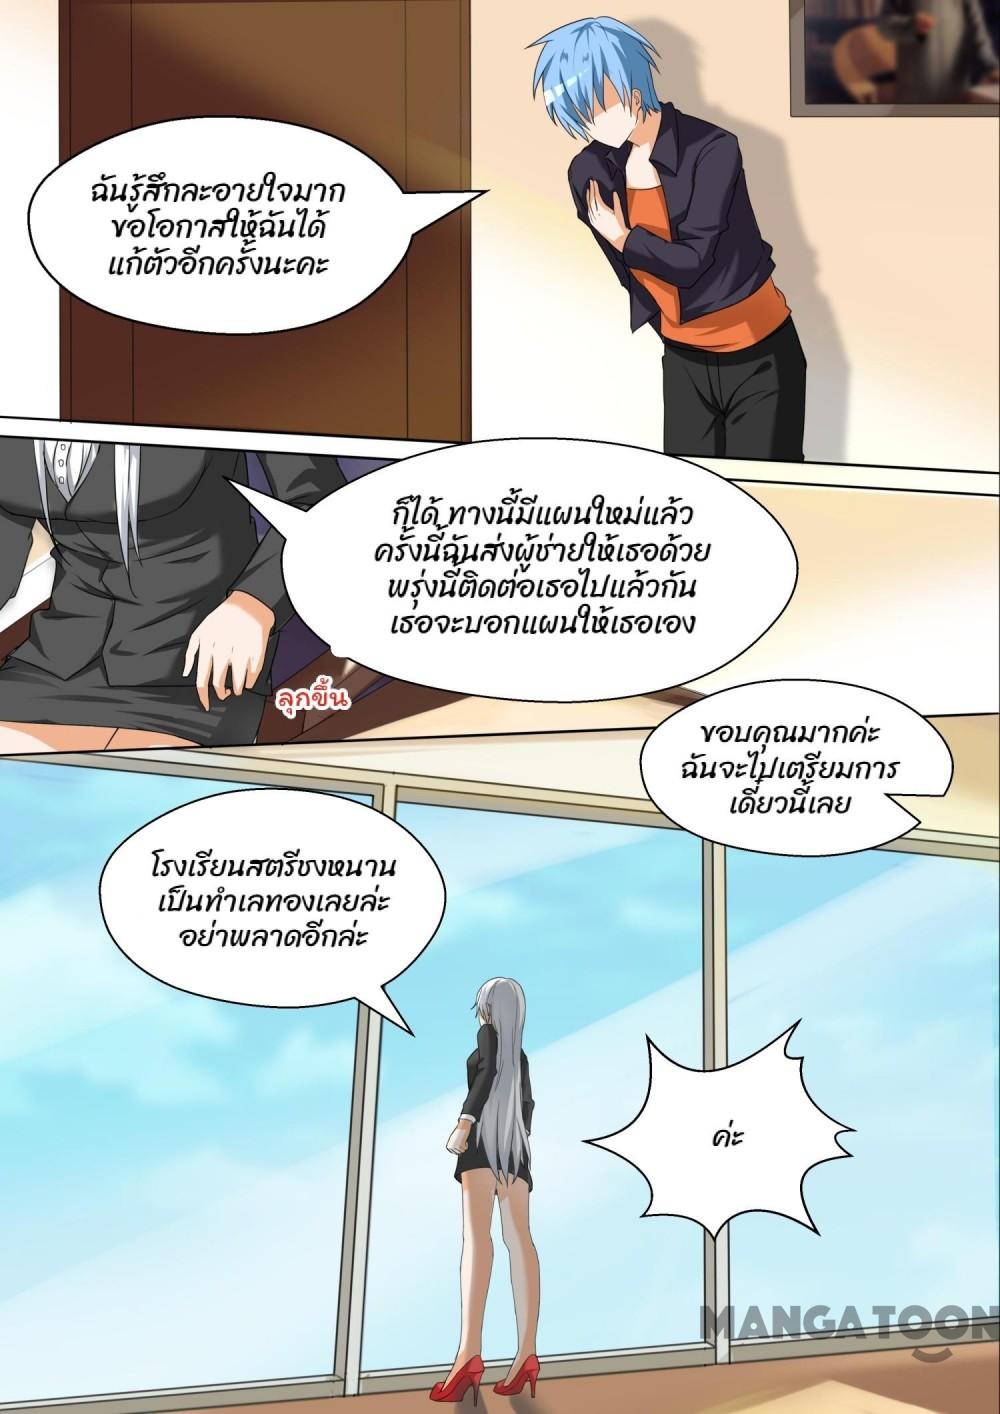 ฉันรู้สึกละอายใจมาก
ขอโอกาสให้ฉันได้
แก้ตัวอีกครั้งนะคะ
ก็ได้ ทางนี้มีแผนใหม่แล้ว
ครั้งนี้ฉันส่งผู้ช่ายให้เธอด้วย
พรุ่งนี้ติดต่อเธอไปแล้วกัน
เธอจะบอกแผนให้เธอเอง
ลุกขึ้น
ขอบคุณมากค่ะ
ฉันจะไปเตรียมการ
เดี๋ยวนี้เลย
โรงเรียนสตรีชงหนาน
เป็นทำเลทองเลยล่ะ
อย่าพลาดอีกล่ะ
ค่ะ
MANGATOON